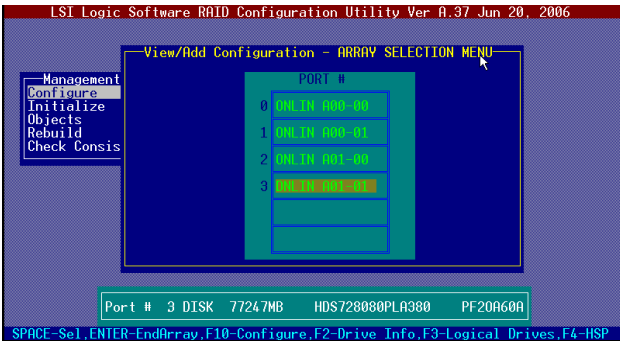 LSI Logic Software RAID Configuration Utility Ver A.37 Jun 20, 2006
View/Add Configuration - ARRAY SELECTION MENU
Management
Configure
Initialize
Objects
Rebuild
Check Consis
PORT #
0 ONLIN A00-00
1 ONLIN A00-01
2 ONLIN A01-00
3 ONLIN A01-01
Port # 3 DISK 77247MB HDS728080PLA380 PF20A60A
SPACE-Sel,ENTER-EndArray,F10-Configure,F2-Drive Info,F3-Logical Drives,F4-HSP